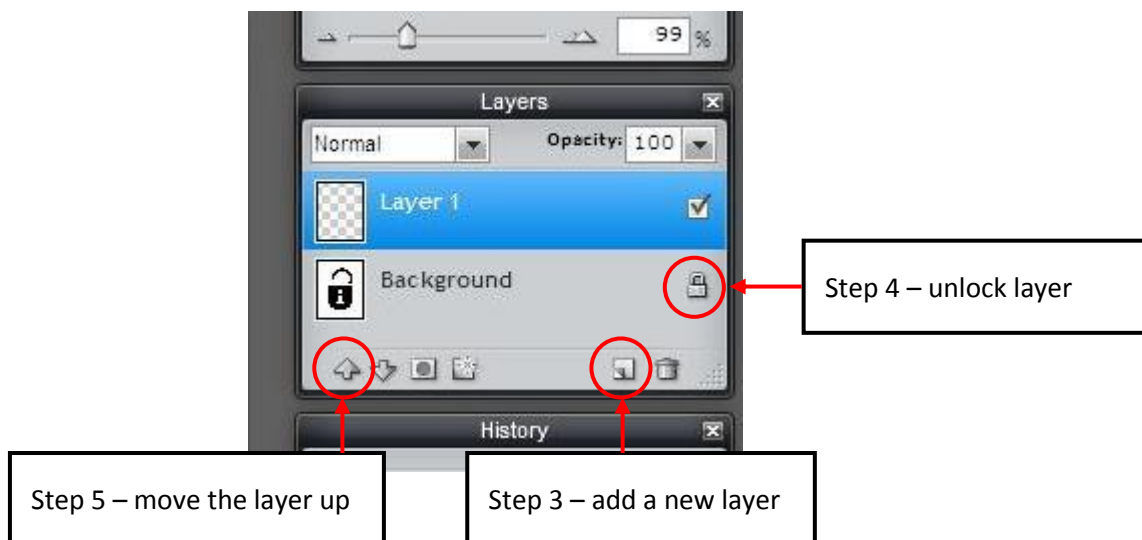 99 %
Layers
Normal Opacity: 100
Layer 1
Background
Step 4 – unlock layer
History
Step 5 – move the layer up
Step 3 – add a new layer